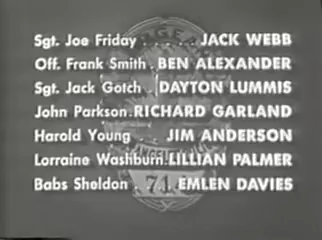 Sgt. Joe Friday . . . . . JACK WEBB
Off. Frank Smith . BEN ALEXANDER
Sgt. Jack Gotch . DAYTON LUMMIS
John Parkson . RICHARD GARLAND
Harold Young . . . JIM ANDERSON
Lorraine Washburn . LILLIAN PALMER
Babs Sheldon . 714 . EMLEN DAVIES